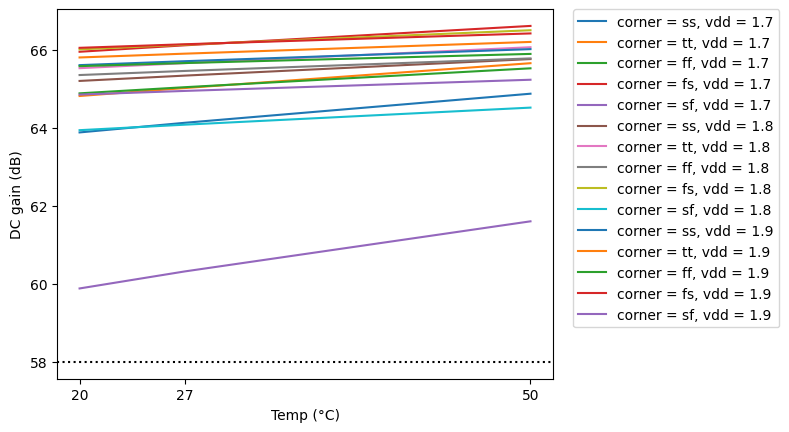 DC gain (dB)
66
64
62
60
58
20
27
50
Temp (°C)
corner = ss, vdd = 1.7
corner = tt, vdd = 1.7
corner = ff, vdd = 1.7
corner = fs, vdd = 1.7
corner = sf, vdd = 1.7
corner = ss, vdd = 1.8
corner = tt, vdd = 1.8
corner = ff, vdd = 1.8
corner = fs, vdd = 1.8
corner = sf, vdd = 1.8
corner = ss, vdd = 1.9
corner = tt, vdd = 1.9
corner = ff, vdd = 1.9
corner = fs, vdd = 1.9
corner = sf, vdd = 1.9